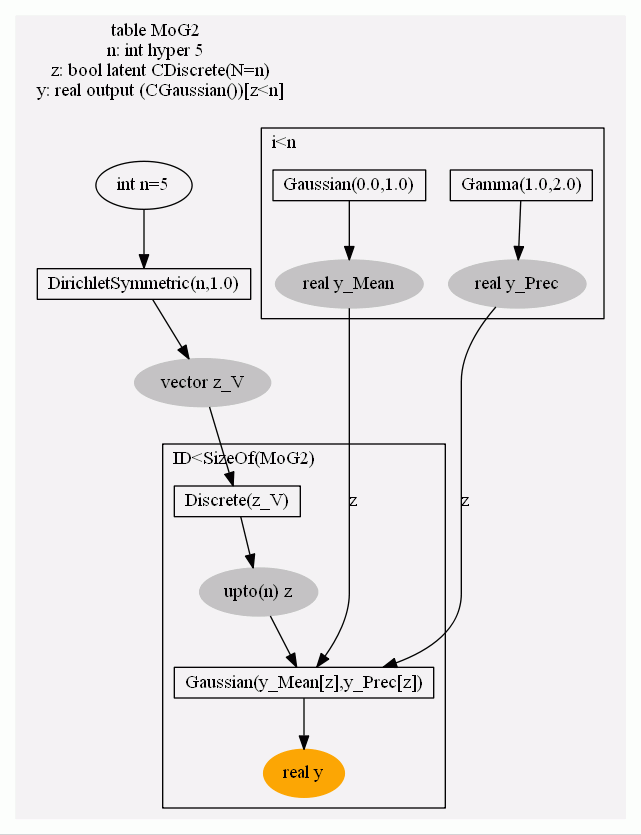 table MoG2
n: int hyper 5
z: bool latent CDiscrete(N=n)
y: real output (CGaussian())[z<n]
i<n
int n=5
Gaussian(0.0,1.0)
Gamma(1.0,2.0)
DirichletSymmetric(n,1.0)
real y_Mean
real y_Prec
vector z_V
ID<SizeOf(MoG2)
Discrete(z_V)
z
z
upto(n) z
Gaussian(y_Mean[z],y_Prec[z])
real y